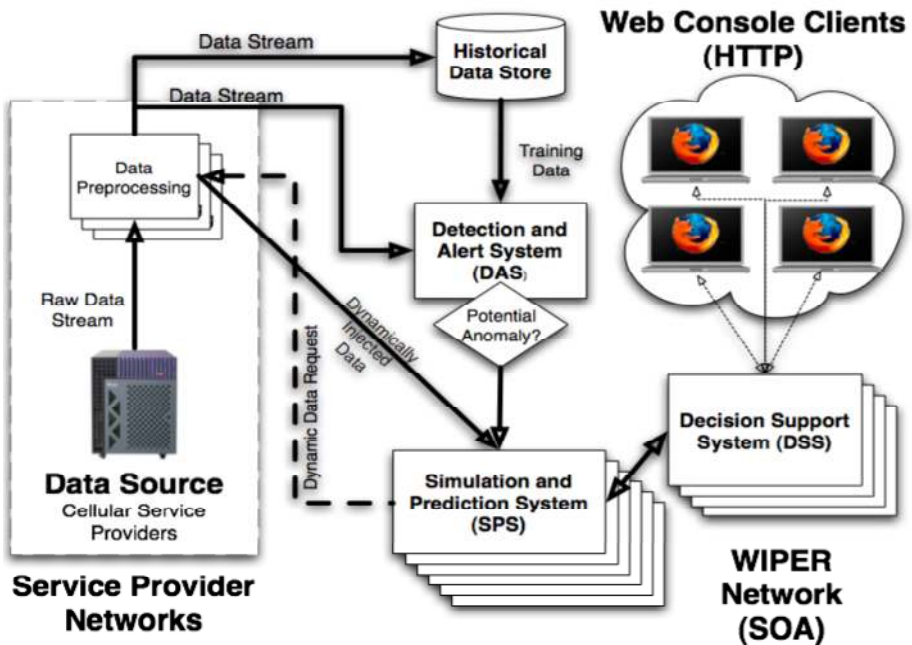 Data Stream
Historical
Data Store
Web Console Clients
(HTTP)
Data Stream
Data
Preprocessing
Training
Data
Detection and
Alert System
(DAS)
Raw Data
Stream
Potential
Anomaly?
Dynamically
Injected
Data
Dynamic Data Request
Decision Support
System (DSS)
Simulation and
Prediction System
(SPS)
Data Source
Cellular Service
Providers
Service Provider
Networks
WIPER
Network
(SOA)